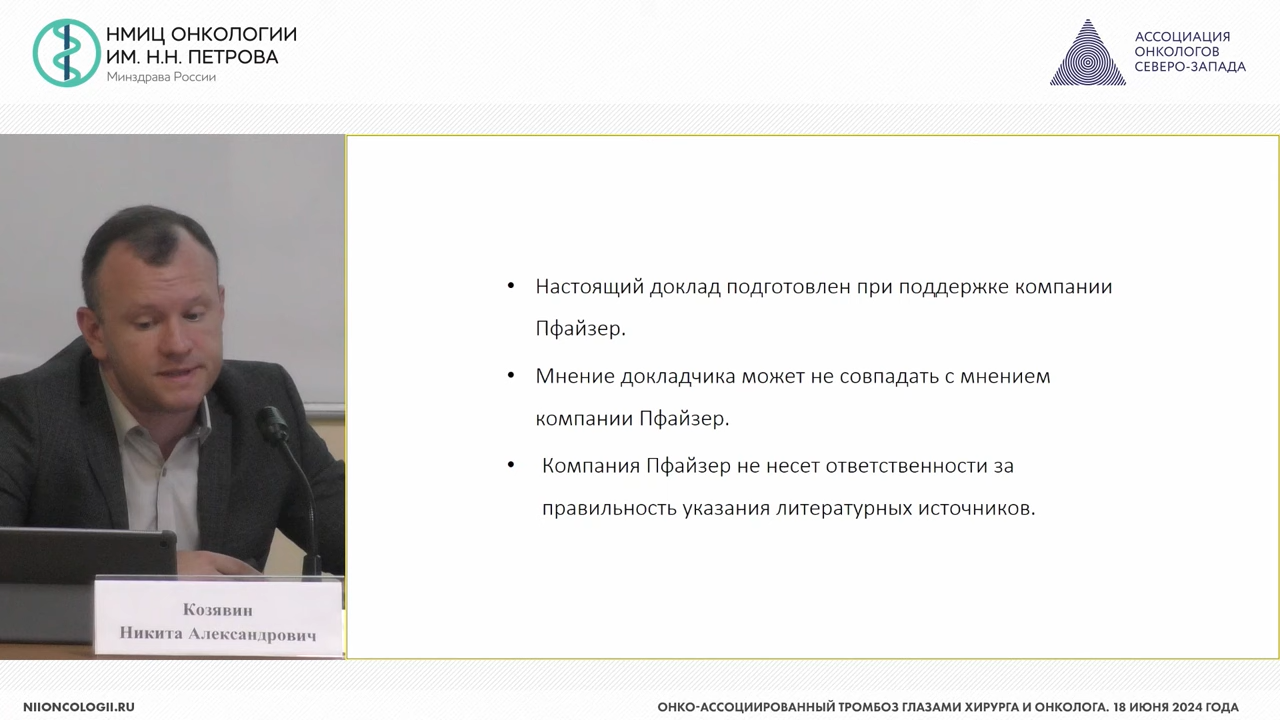 НМИЦ ОНКОЛОГИИ
ИМ. Н.Н. ПЕТРОВА
Минздрава России
АССОЦИАЦИЯ
ОНКОЛОГОВ
СЕВЕРО-ЗАПАДА
• Настоящий доклад подготовлен при поддержке компании
Пфайзер.
• Мнение докладчика может не совпадать с мнением
компании Пфайзер.
• Компания Пфайзер не несет ответственности за
правильность указания литературных источников.
Козявин
Никита Александрович
NIIONCOLOGII.RU
ОНКО-АССОЦИИРОВАННЫЙ ТРОМБОЗ ГЛАЗАМИ ХИРУРГА И ОНКОЛОГА. 18 ИЮНЯ 2024 ГОДА